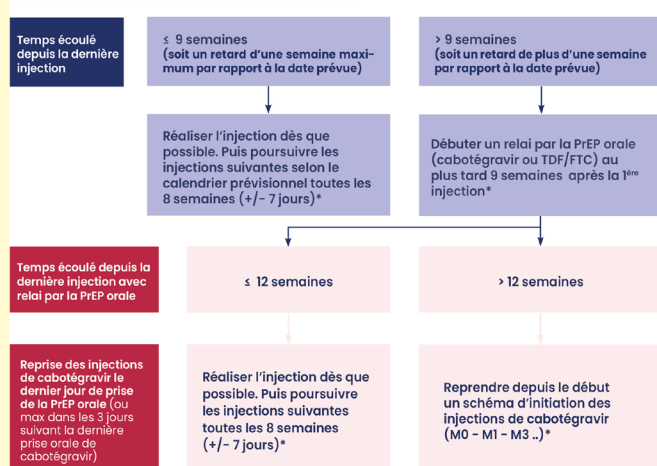 Temps écoulé
depuis la dernière
injection
≤ 9 semaines
(soit un retard d’une semaine maxi-
mum par rapport à la date prévue)
> 9 semaines
(soit un retard de plus d’une semaine
par rapport à la date prévue)
Réaliser l’injection dès que
possible. Puis poursuivre les
injections suivantes selon le
calendrier prévisionnel toutes les
8 semaines (+/- 7 jours)*
Débuter un relai par la PrEP orale
(cabotégravir ou TDF/FTC) au
plus tard 9 semaines après la 1ère
injection*
Temps écoulé depuis la
dernière injection avec
relai par la PrEP orale
≤ 12 semaines
> 12 semaines
Reprise des injections
de cabotégravir le
dernier jour de prise
de la PrEP orale (ou
max dans les 3 jours
suivant la dernière
prise orale de
cabotégravir)
Réaliser l’injection dès que
possible. Puis poursuivre
les injections suivantes
toutes les 8 semaines
(+/- 7 jours)*
Reprendre depuis le début
un schéma d’initiation des
injections de cabotégravir
(M0 - M1 - M3 ..)*